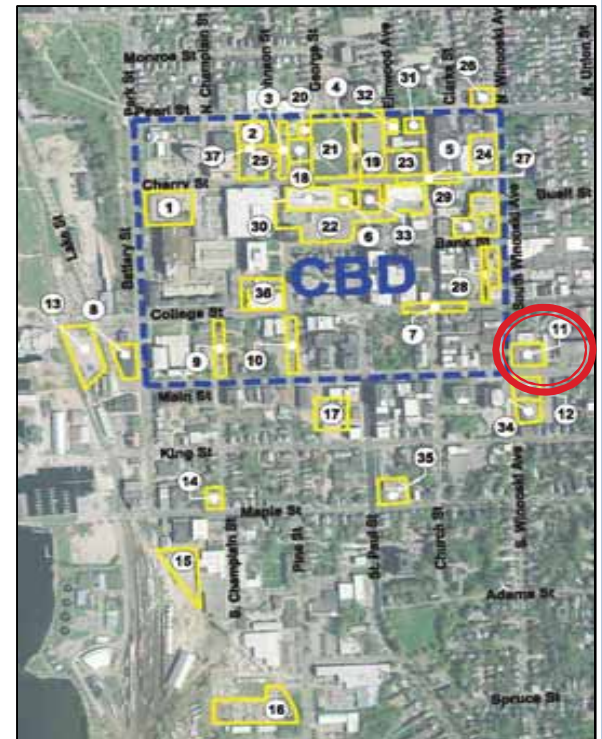 Monroe St
N. Champlain St
Johnson St
George St
Elmwood Ave
Clarke St
N. Winooski Ave
N. Union St
Park St
Pearl St
26
20
4
32
31
3
2
37
25
21
19
23
5
24
27
Cherry St
18
1
29
Buell St
30
22
6
33
Bank St
Lake St
Battery St
South Winooski Ave
CBD
36
28
13
8
College St
7
11
9
10
Main St
17
34
12
King St
35
14
Maple St
S. Champlain St
Pine St
St. Paul St
Church St
S. Winooski Ave
15
Adams St
Spruce St
16